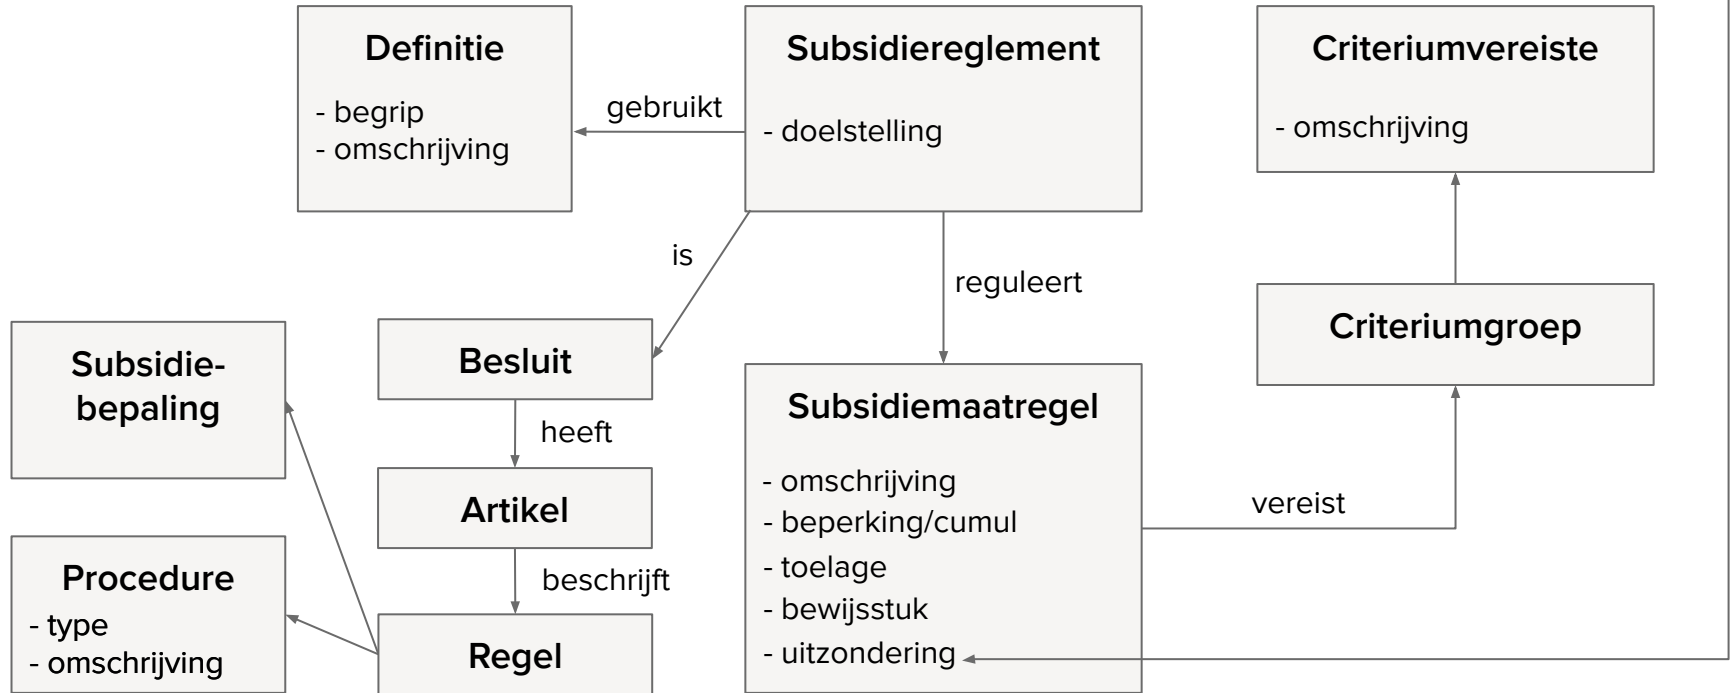 Definitie
- begrip
- omschrijving
gebruikt
Subsidiereglement
- doelstelling
Criteriumvereiste
- omschrijving
is
reguleert
Criteriumgroep
Subsidie-
bepaling
Besluit
heeft
Subsidiemaatregel
- omschrijving
- beperking/cumul
- toelage
- bewijsstuk
- uitzondering
vereist
Artikel
beschrijft
Procedure
- type
- omschrijving
Regel